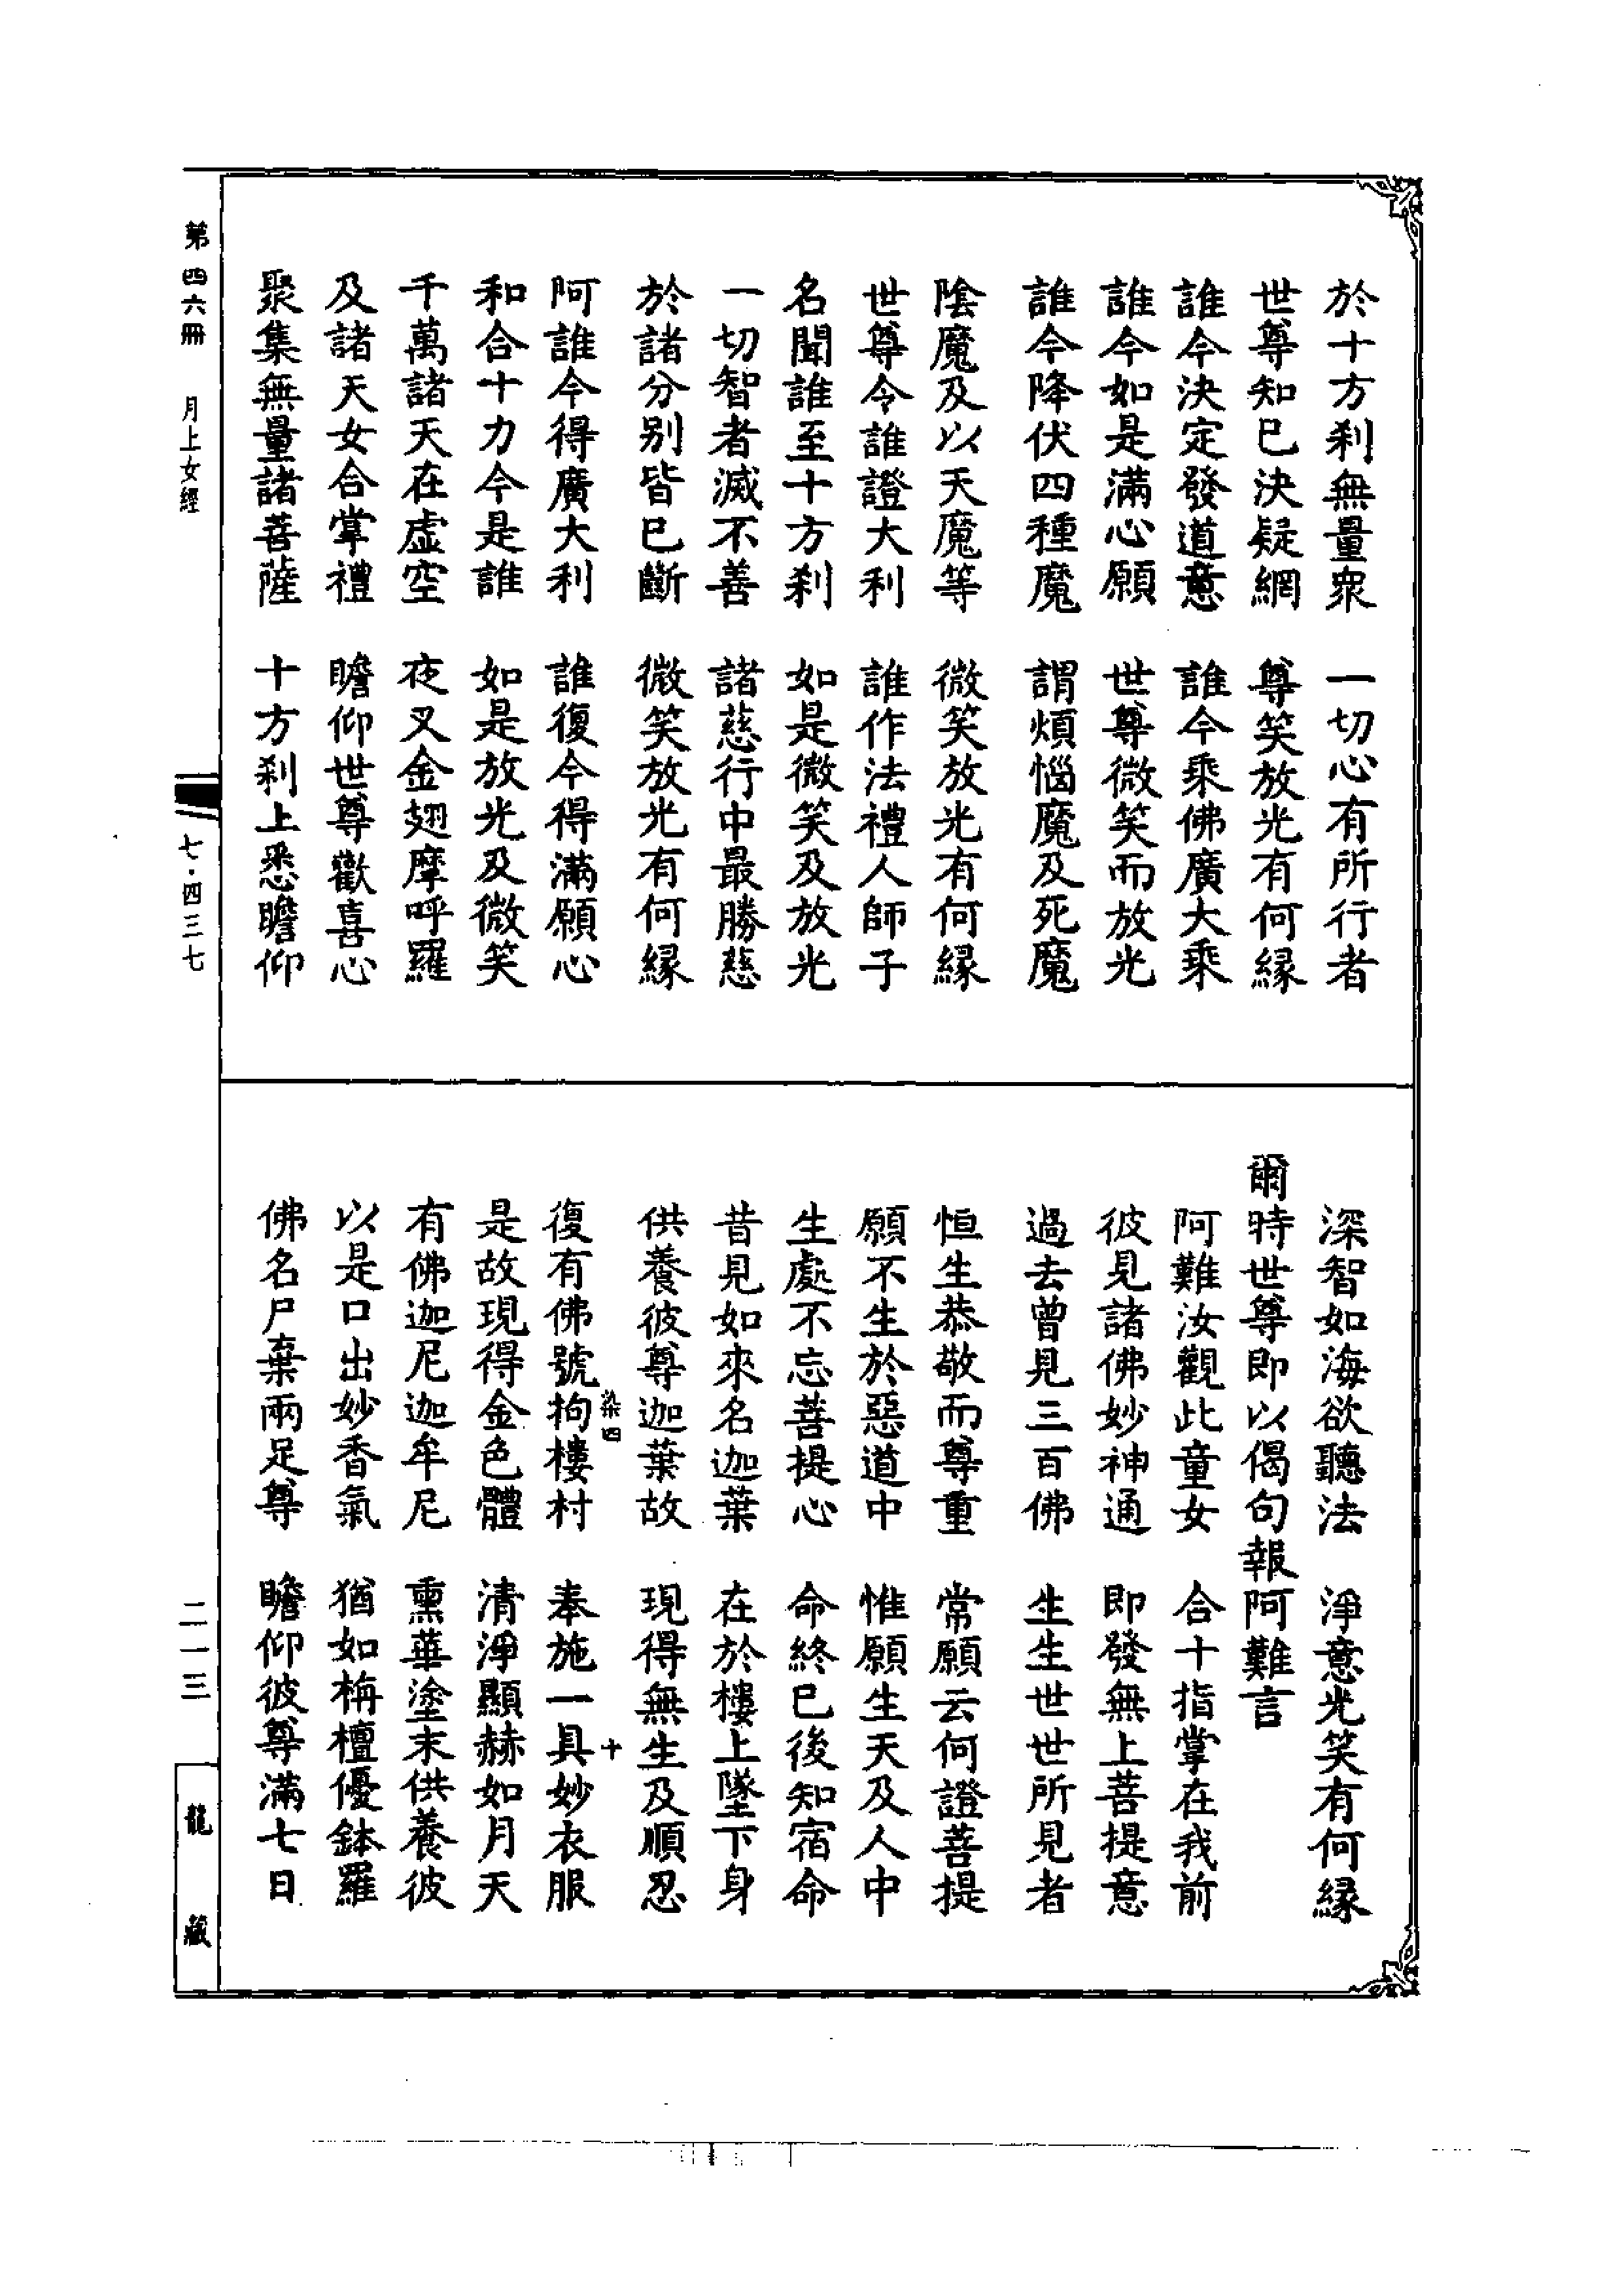 於十方刹無量衆　一切心有所行者
世尊知已決疑網　尊笑放光有何縁
誰今決定發道意　誰今乘佛廣大乘
誰今如是滿心願　世尊微笑而放光
誰今降伏四種魔　謂煩惱魔及死魔
陰魔及以天魔等　微笑放光有何縁
世尊令誰證大利　誰作法禮人師子
名聞誰至十方刹　如是微笑及放光
一切智者滅不善　諸慈行中最勝慈
於諸分别皆已斷　微笑放光有何縁
阿誰今得廣大利　誰復今得滿願心
和合十力今是誰　如是放光及微笑
千萬諸天在虛空　夜叉金翅摩呼羅
及諸天女合掌禮　瞻仰世尊歡喜心
聚集無量諸菩薩　十方刹上悉瞻仰
深智如海欲聽法　淨意光笑有何縁
爾時世尊即以偈句報阿難言
阿難汝觀此童女　合十指掌在我前
彼見諸佛妙神通　即發無上菩提意
過去曾見三百佛　生生世世所見者
恒生恭敬而尊重　常願云何證菩提
願不生於惡道中　惟願生天及人中
生處不忘菩提心　命終已後知宿命
昔見如來名迦葉　在於樓上墜下身
供養彼尊迦葉故　現得無生及順忍
染四　十
復有佛號拘樓村　奉施一具妙衣服
是故現得金色體　清淨顯赫如月天
有佛迦尼迦牟尼　熏華塗末供養彼
以是口出妙香氣　猶如栴檀優鉢羅
佛名尸棄兩足尊　瞻仰彼尊滿七日
第四六冊　月上女經
七·四三七
二一三
龍藏